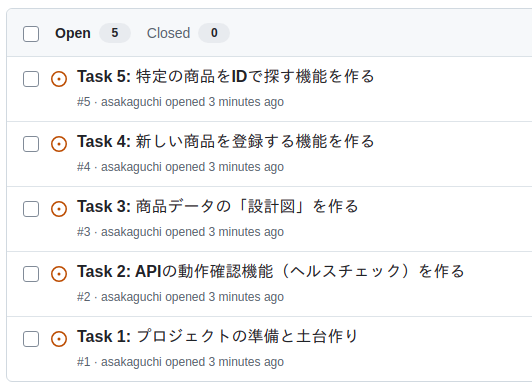 Open 5 Closed 0
Task 5: 特定の商品をIDで探す機能を作る
#5 · asakaguchi opened 3 minutes ago
Task 4: 新しい商品を登録する機能を作る
#4 · asakaguchi opened 3 minutes ago
Task 3: 商品データの「設計図」を作る
#3 · asakaguchi opened 3 minutes ago
Task 2: APIの動作確認機能（ヘルスチェック）を作る
#2 · asakaguchi opened 3 minutes ago
Task 1: プロジェクトの準備と土台作り
#1 · asakaguchi opened 3 minutes ago